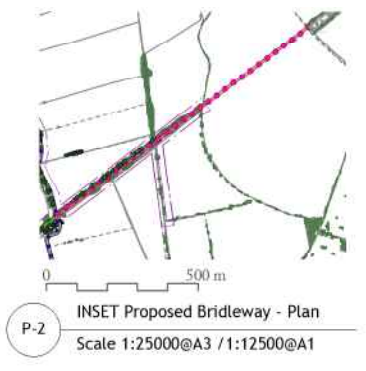 0 500 m
INSET Proposed Bridleway - Plan
P-2
Scale 1:25000@A3 /1:12500@A1